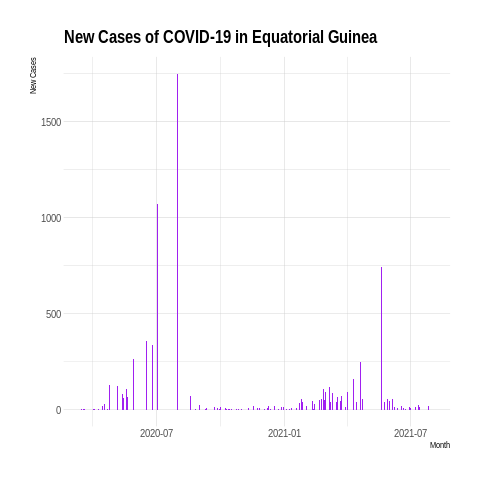 New Cases of COVID-19 in Equatorial Guinea
New Cases
1500
1000
500
0
2020-07
2021-01
2021-07
Month